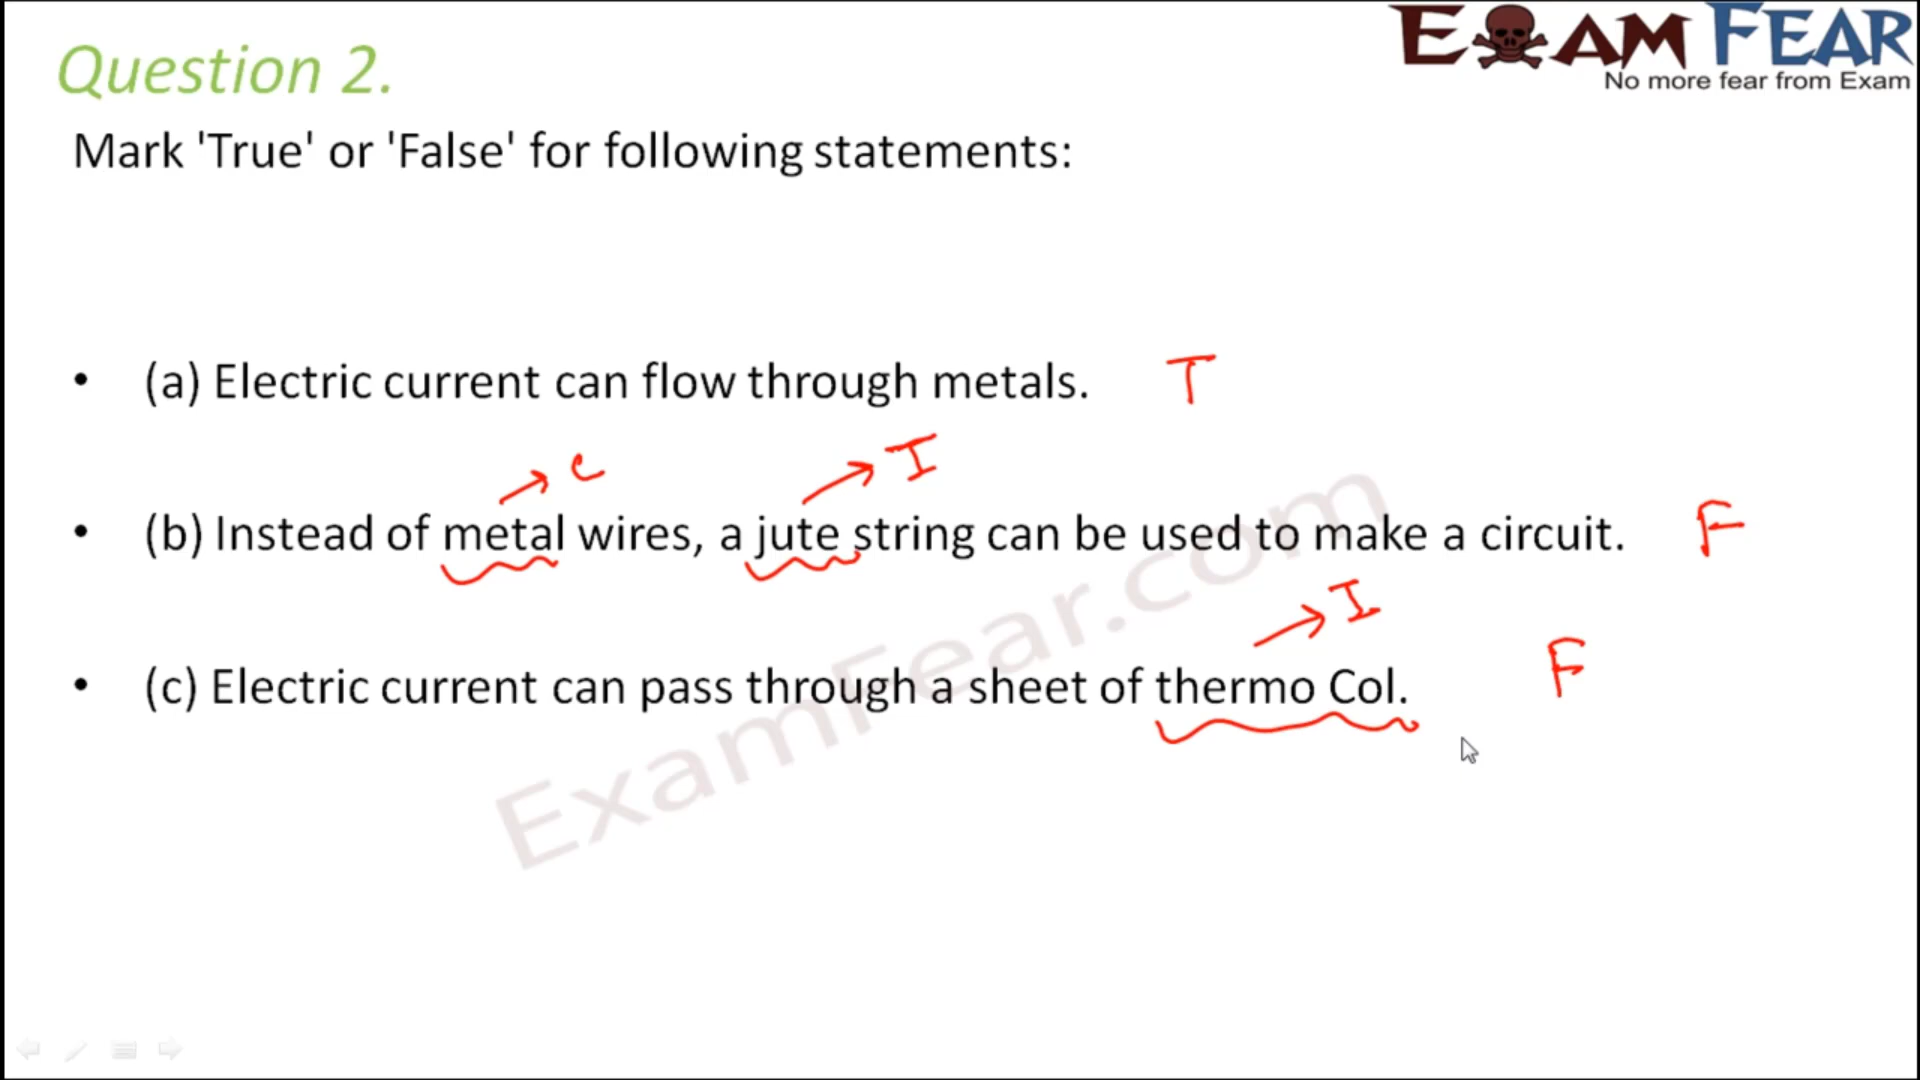 EXAMFEAR
No more fear from Exam
Question 2.
Mark 'True' or 'False' for following statements:
• (a) Electric current can flow through metals. T
c I
• (b) Instead of metal wires, a jute string can be used to make a circuit. F
I
• (c) Electric current can pass through a sheet of thermo Col. F
ExamFear.com